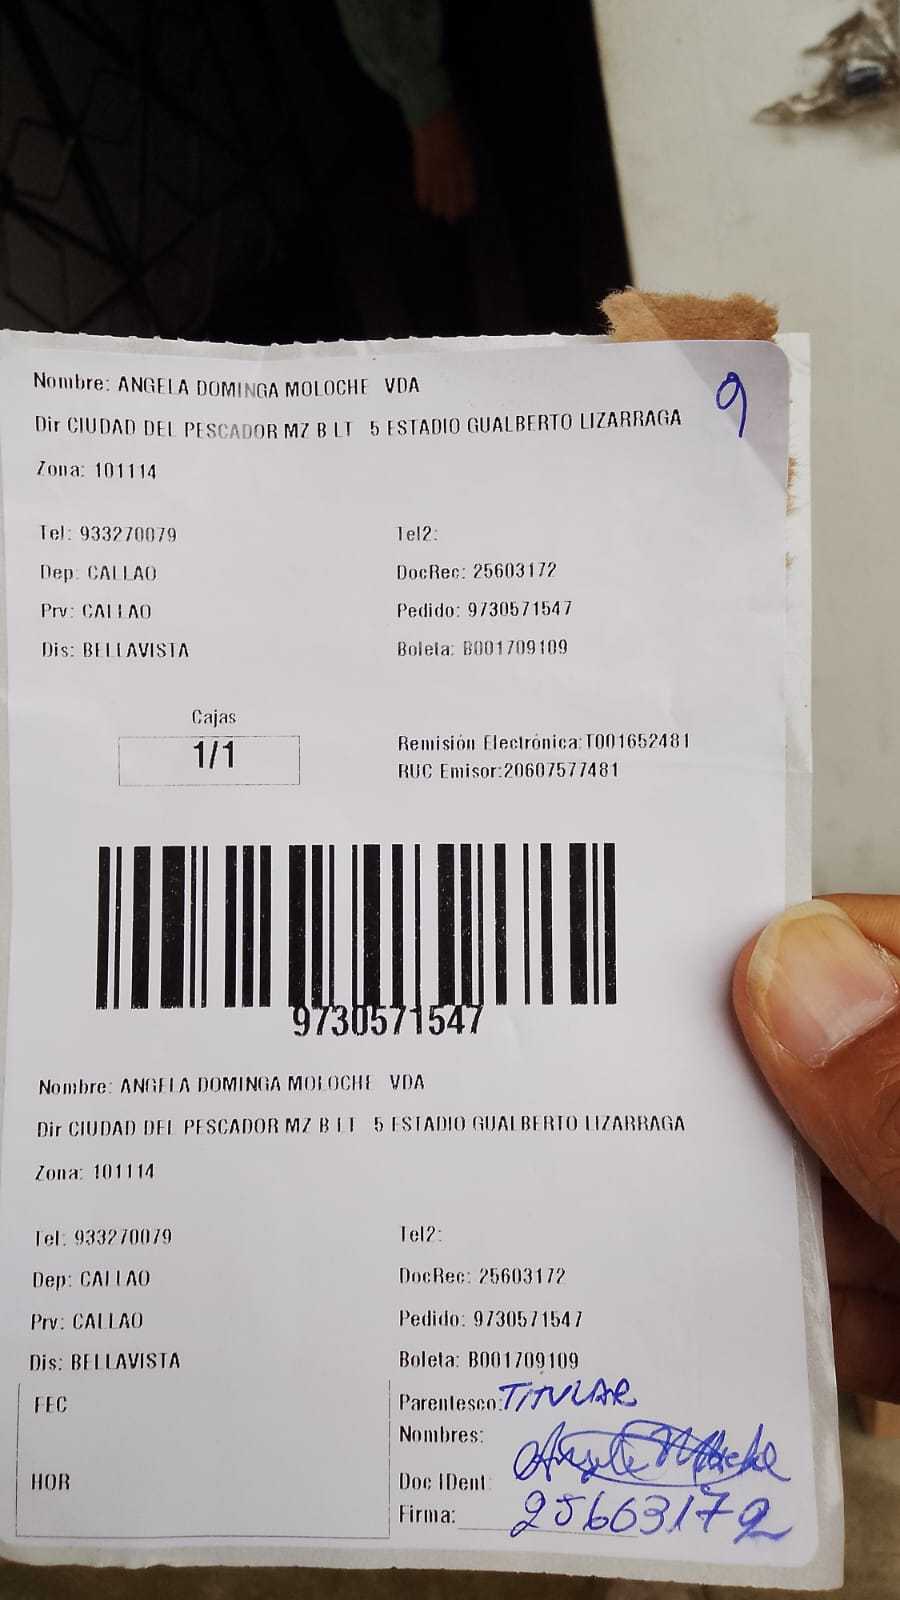 Nombre: ANGELA DOMINGA MOLOCHE VDA
9
Dir CIUDAD DEL PESCADOR MZ B LT 5 ESTADIO GUALBERTO LIZARRAGA
Zona: 101114
Tel: 933270079 Tel2:
Dep: CALLAO DocRec: 25603172
Prv: CALLAO Pedido: 9730571547
Dis: BELLAVISTA Boleta: B001709109
Cajas
1/1
Remisión Electrónica:T001652481
RUC Emisor:20607577481
9730571547
Nombre: ANGELA DOMINGA MOLOCHE VDA
Dir CIUDAD DEL PESCADOR MZ B LT 5 ESTADIO GUALBERTO LIZARRAGA
Zona: 101114
Tel: 933270079 Tel2:
Dep: CALLAO DocRec: 25603172
Prv: CALLAO Pedido: 9730571547
Dis: BELLAVISTA Boleta: B001709109
FEC Parentesco: TITULAR
Nombres: Angela Moloche
HOR Doc IDent:
Firma: 25603172